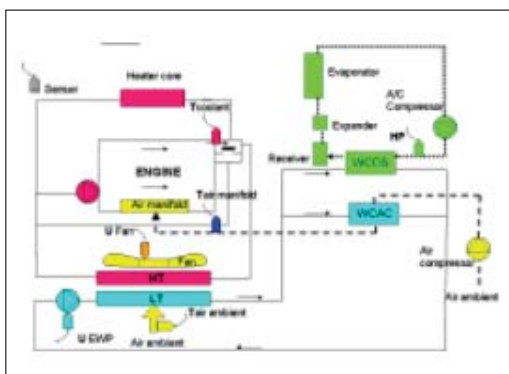 Sensor
Heater core
Tcoolant
Evaporator
A/C
Compressor
Expander
HP
Receiver
WCDS
ENGINE
Air manifold
Tair manifold
WCAC
U Fan
Fan
HT
LT
Air
compressor
Air ambient
Tair ambient
U EWP
Air ambient